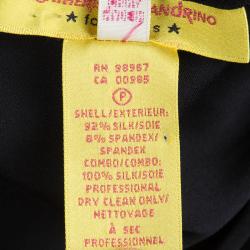 RN 98967
CA 00985
P
SHELL/EXTERIEUR:
92% SILK/SOIE
8% SPANDEX/
SPANDEX
COMBO/COMBO:
100% SILK/SOIE
PROFESSIONAL
DRY CLEAN ONLY/
NETTOYAGE
À SEC
PROFESSIONNEL